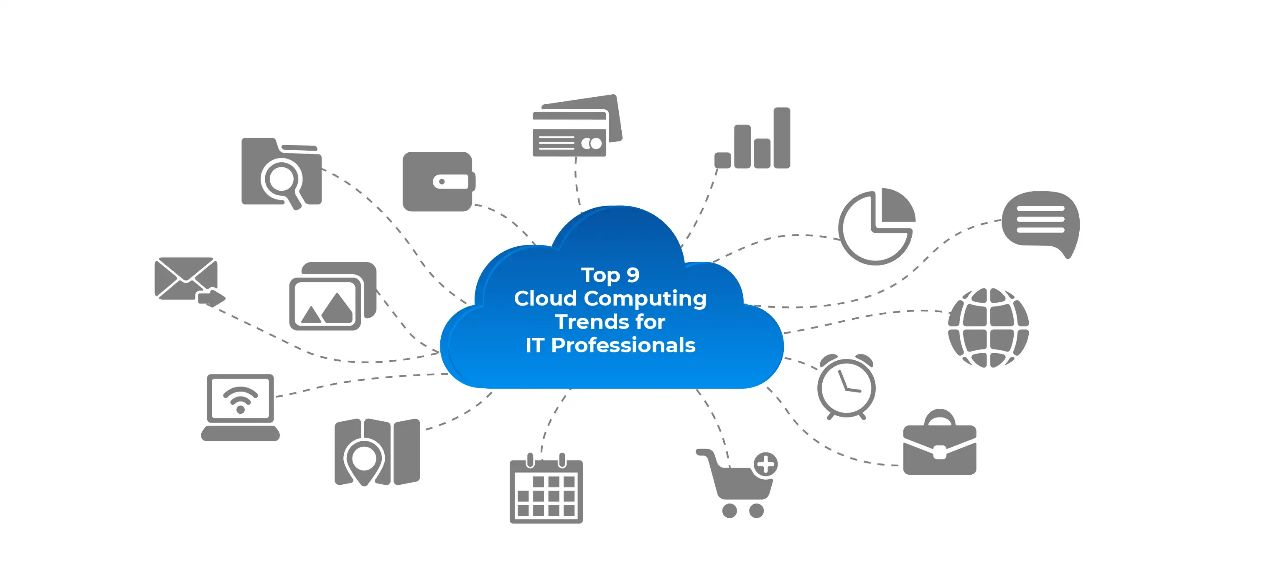 Top 9
Cloud Computing
Trends for
IT Professionals